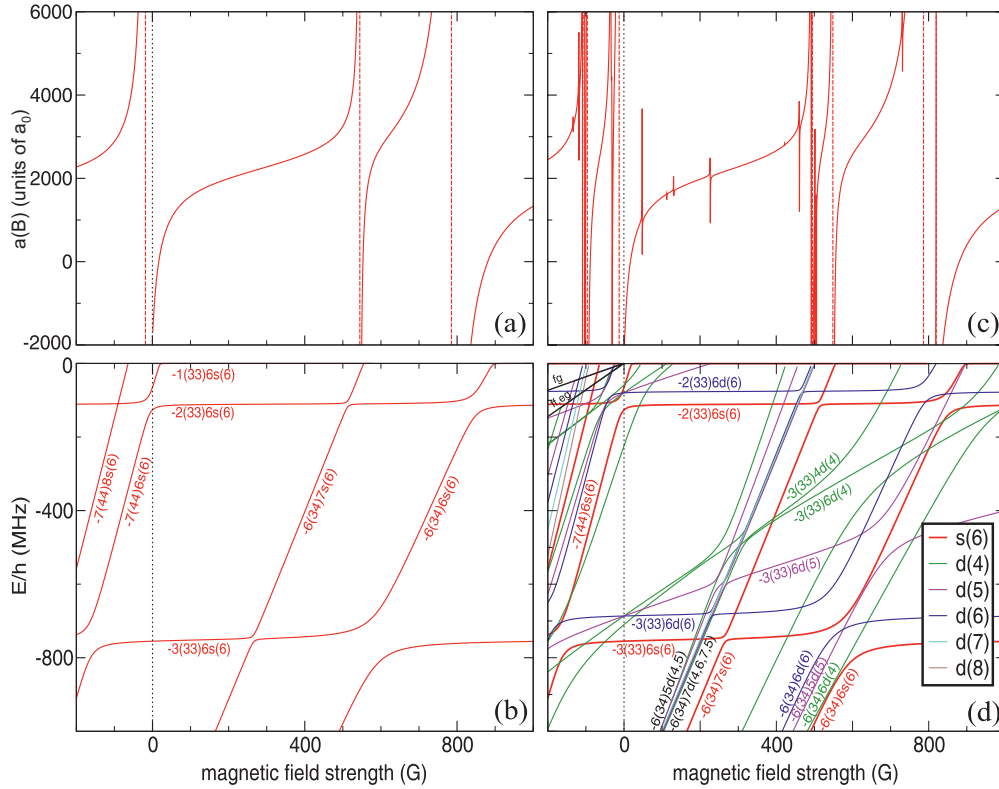 6000
4000
2000
0
-2000
a(B) (units of a₀)
(a)
(c)
0
-400
-800
E/h (MHz)
-1(33)6s(6)
-2(33)6s(6)
-7(44)8s(6)
-7(44)6s(6)
-6(34)7s(6)
-6(34)6s(6)
-3(33)6s(6)
(b)
0
400
800
magnetic field strength (G)
fg
ff,eg
-2(33)6d(6)
-2(33)6s(6)
-7(44)6s(6)
-3(33)4d(4)
-3(33)6d(4)
-3(33)6d(5)
-3(33)6d(6)
-3(33)6s(6)
-6(34)5d(4,5)
-6(34)7d(4,6,7,5)
-6(34)7s(6)
-6(34)6d(6)
-6(34)5d(5)
-6(34)6d(4)
-6(34)6s(6)
s(6)
d(4)
d(5)
d(6)
d(7)
d(8)
(d)
0
400
800
magnetic field strength (G)